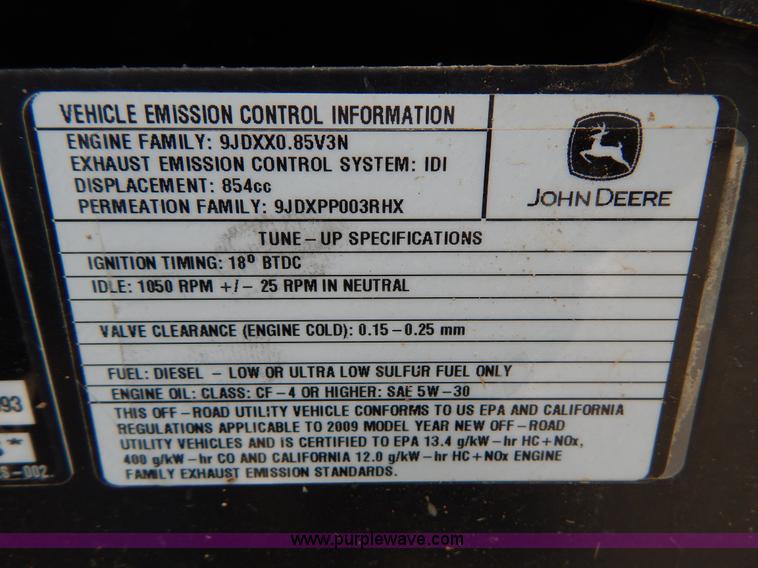 VEHICLE EMISSION CONTROL INFORMATION
ENGINE FAMILY: 9JDXX0.85V3N
EXHAUST EMISSION CONTROL SYSTEM: IDI
DISPLACEMENT: 854cc
PERMEATION FAMILY: 9JDXPP003RHX
JOHN DEERE
TUNE-UP SPECIFICATIONS
IGNITION TIMING: 18° BTDC
IDLE: 1050 RPM +/- 25 RPM IN NEUTRAL
VALVE CLEARANCE (ENGINE COLD): 0.15-0.25 mm
FUEL: DIESEL - LOW OR ULTRA LOW SULFUR FUEL ONLY
ENGINE OIL: CLASS: CF-4 OR HIGHER: SAE 5W-30
THIS OFF-ROAD UTILITY VEHICLE CONFORMS TO US EPA AND CALIFORNIA
REGULATIONS APPLICABLE TO 2009 MODEL YEAR NEW OFF-ROAD
UTILITY VEHICLES AND IS CERTIFIED TO EPA 13.4 g/kW-hr HC+NOx,
400 g/kW-hr CO AND CALIFORNIA 12.0 g/kW-hr HC+NOx ENGINE
FAMILY EXHAUST EMISSION STANDARDS.
93
S-002.
www.purplewave.com